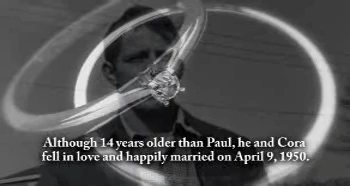 Although 14 years older than Paul, he and Cora
fell in love and happily married on April 9, 1950.